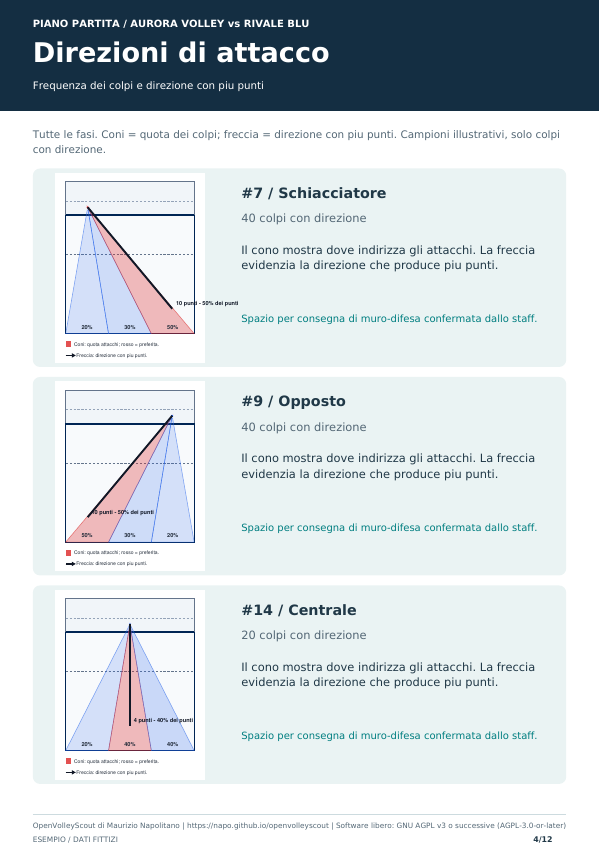 PIANO PARTITA / AURORA VOLLEY vs RIVALE BLU
Direzioni di attacco
Frequenza dei colpi e direzione con piu punti
Tutte le fasi. Coni = quota dei colpi; freccia = direzione con piu punti. Campioni illustrativi, solo colpi
con direzione.
#7 / Schiacciatore
40 colpi con direzione
Il cono mostra dove indirizza gli attacchi. La freccia
evidenzia la direzione che produce piu punti.
Spazio per consegna di muro-difesa confermata dallo staff.
10 punti - 50% dei punti
20% 30% 50%
Coni: quota attacchi; rosso = preferita.
Freccia: direzione con piu punti.
#9 / Opposto
40 colpi con direzione
Il cono mostra dove indirizza gli attacchi. La freccia
evidenzia la direzione che produce piu punti.
Spazio per consegna di muro-difesa confermata dallo staff.
punti - 50% dei punti
50% 30% 20%
Coni: quota attacchi; rosso = preferita.
Freccia: direzione con piu punti.
#14 / Centrale
20 colpi con direzione
Il cono mostra dove indirizza gli attacchi. La freccia
evidenzia la direzione che produce piu punti.
Spazio per consegna di muro-difesa confermata dallo staff.
4 punti - 40% dei punti
20% 40% 40%
Coni: quota attacchi; rosso = preferita.
Freccia: direzione con piu punti.
OpenVolleyScout di Maurizio Napolitano | https://napo.github.io/openvolleyscout | Software libero: GNU AGPL v3 o successive (AGPL-3.0-or-later)
ESEMPIO / DATI FITTIZI 4/12